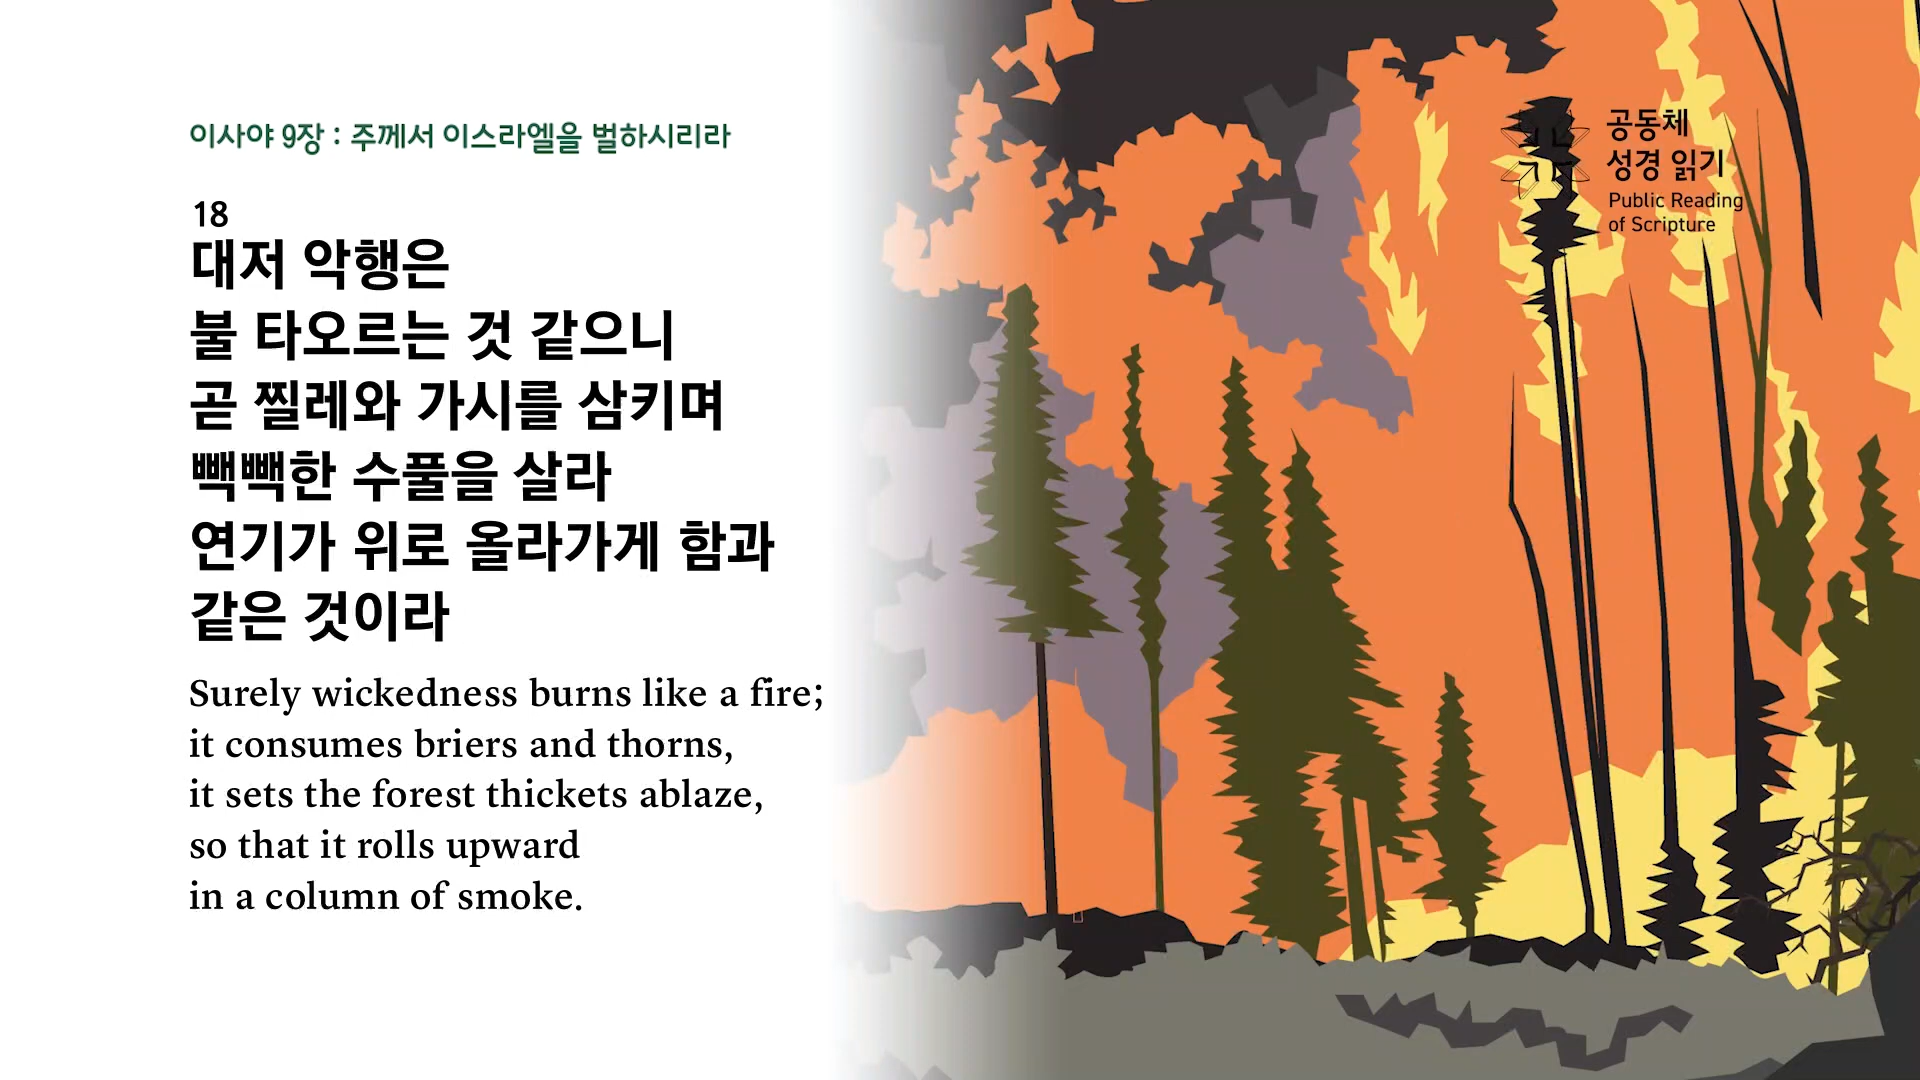 이사야 9장 : 주께서 이스라엘을 벌하시리라
18
대저 악행은
불 타오르는 것 같으니
곧 찔레와 가시를 삼키며
빽빽한 수풀을 살라
연기가 위로 올라가게 함과
같은 것이라
Surely wickedness burns like a fire;
it consumes briers and thorns,
it sets the forest thickets ablaze,
so that it rolls upward
in a column of smoke.
공동체
성경 읽기
Public Reading
of Scripture